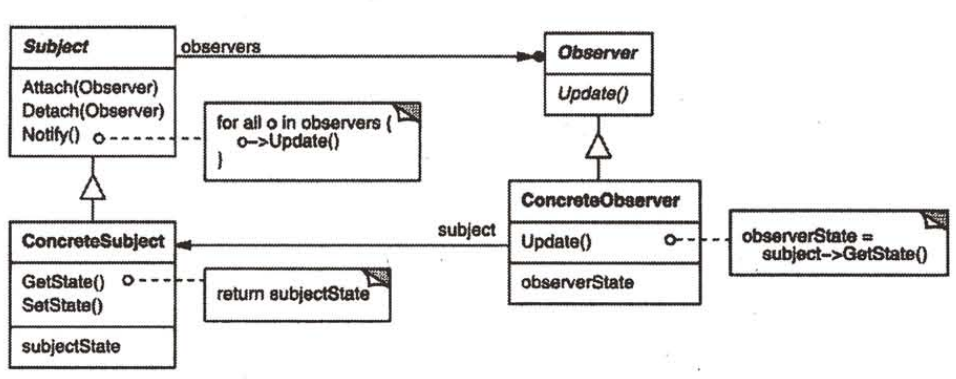 Subject
Attach(Observer)
Detach(Observer)
Notify()
observers
for all o in observers {
o->Update()
}
Observer
Update()
ConcreteSubject
GetState()
SetState()
subjectState
return subjectState
subject
ConcreteObserver
Update()
observerState
observerState =
subject->GetState()